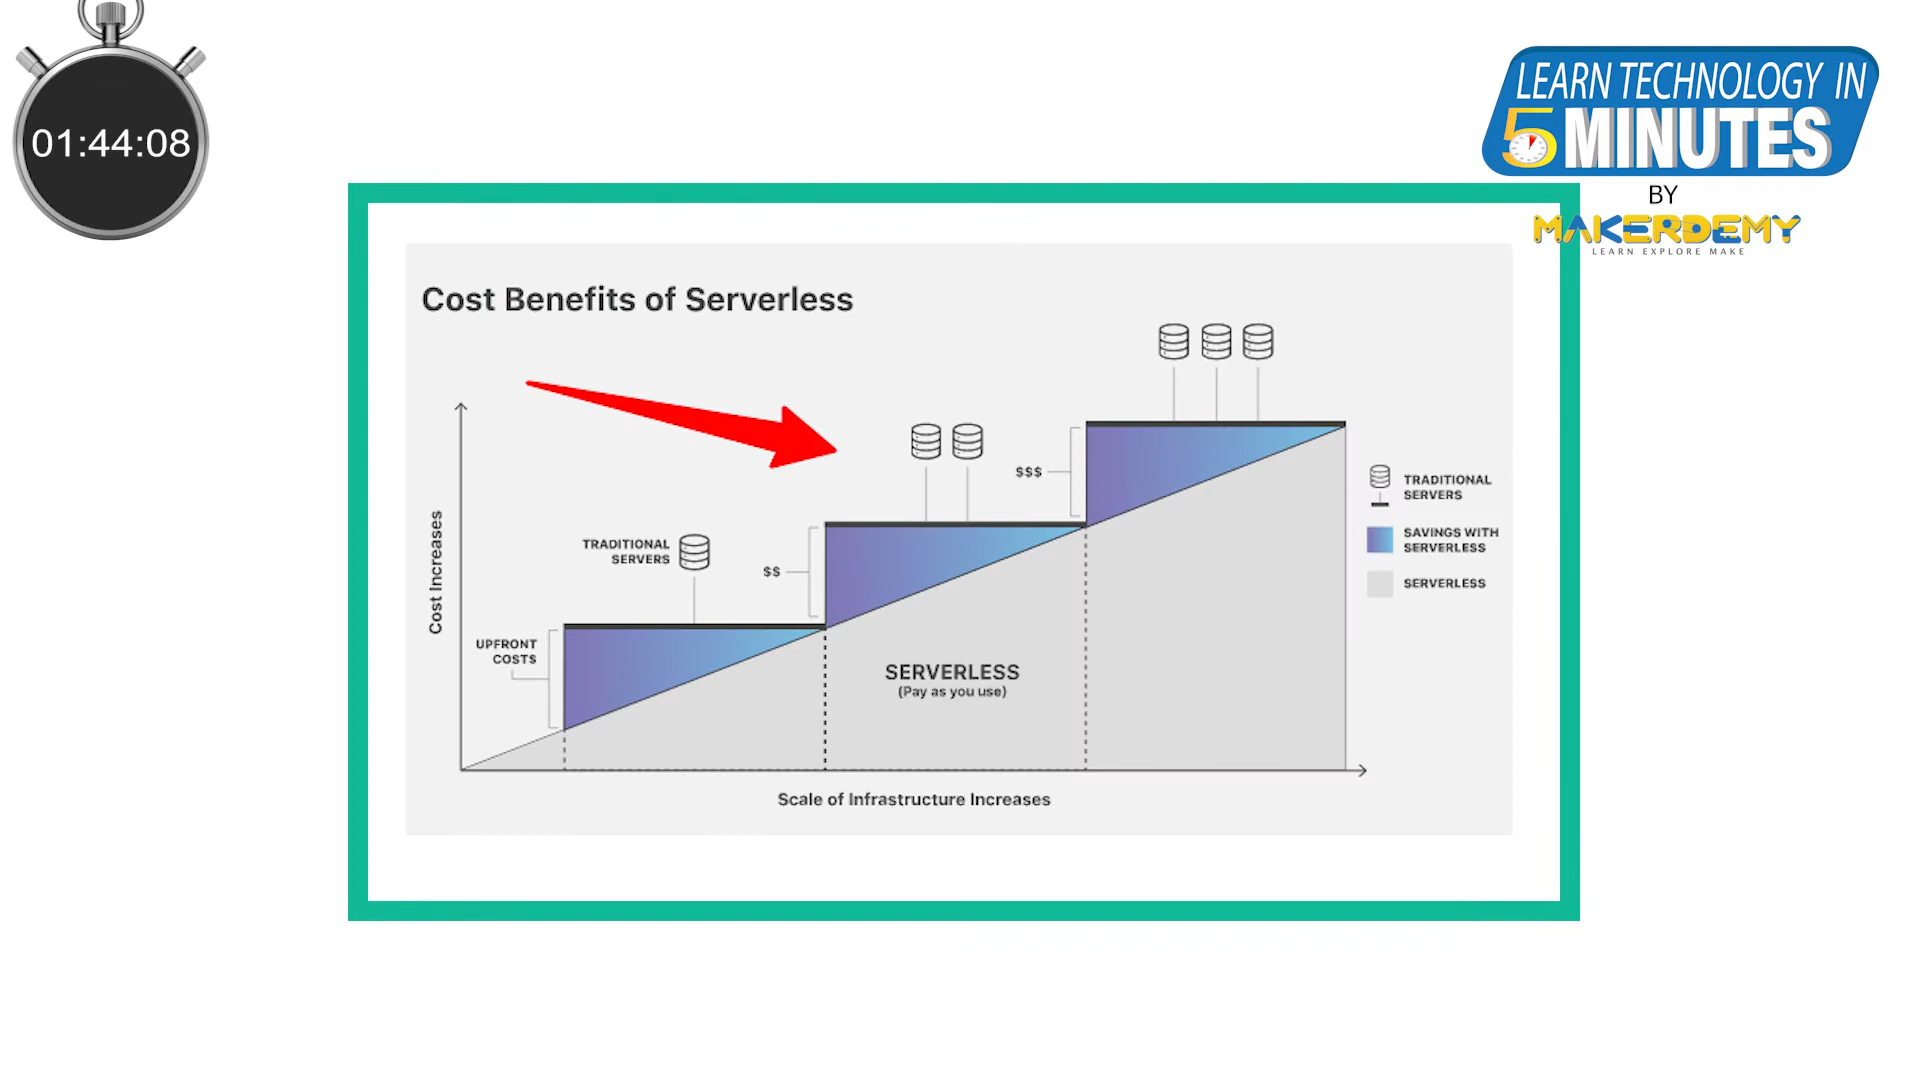 01:44:08
LEARN TECHNOLOGY IN
5 MINUTES
BY
MAKERDEMY
LEARN EXPLORE MAKE
Cost Benefits of Serverless
$$$
TRADITIONAL
SERVERS
SAVINGS WITH
SERVERLESS
SERVERLESS
TRADITIONAL
SERVERS
$$
Cost Increases
UPFRONT
COSTS
SERVERLESS
(Pay as you use)
Scale of Infrastructure Increases